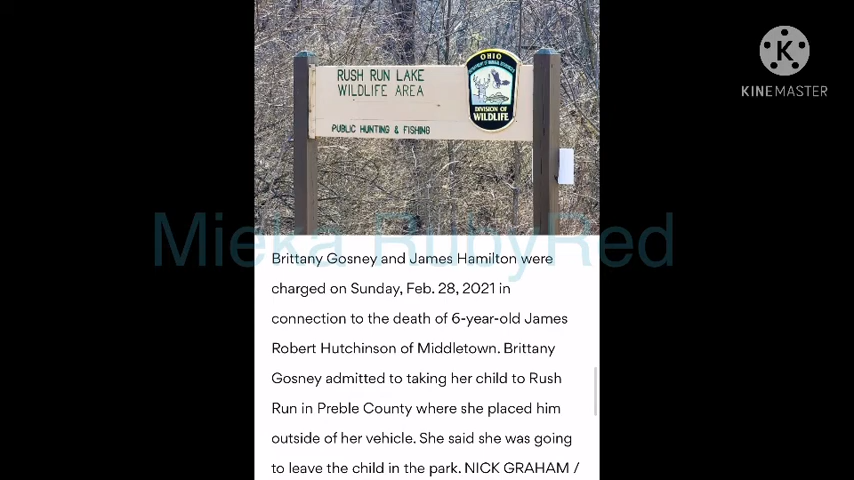 KINEMASTER
OHIO
RUSH RUN LAKE
WILDLIFE AREA
DIVISION OF
WILDLIFE
PUBLIC HUNTING & FISHING
Mieka RubyRed
Brittany Gosney and James Hamilton were
charged on Sunday, Feb. 28, 2021 in
connection to the death of 6-year-old James
Robert Hutchinson of Middletown. Brittany
Gosney admitted to taking her child to Rush
Run in Preble County where she placed him
outside of her vehicle. She said she was going
to leave the child in the park. NICK GRAHAM /